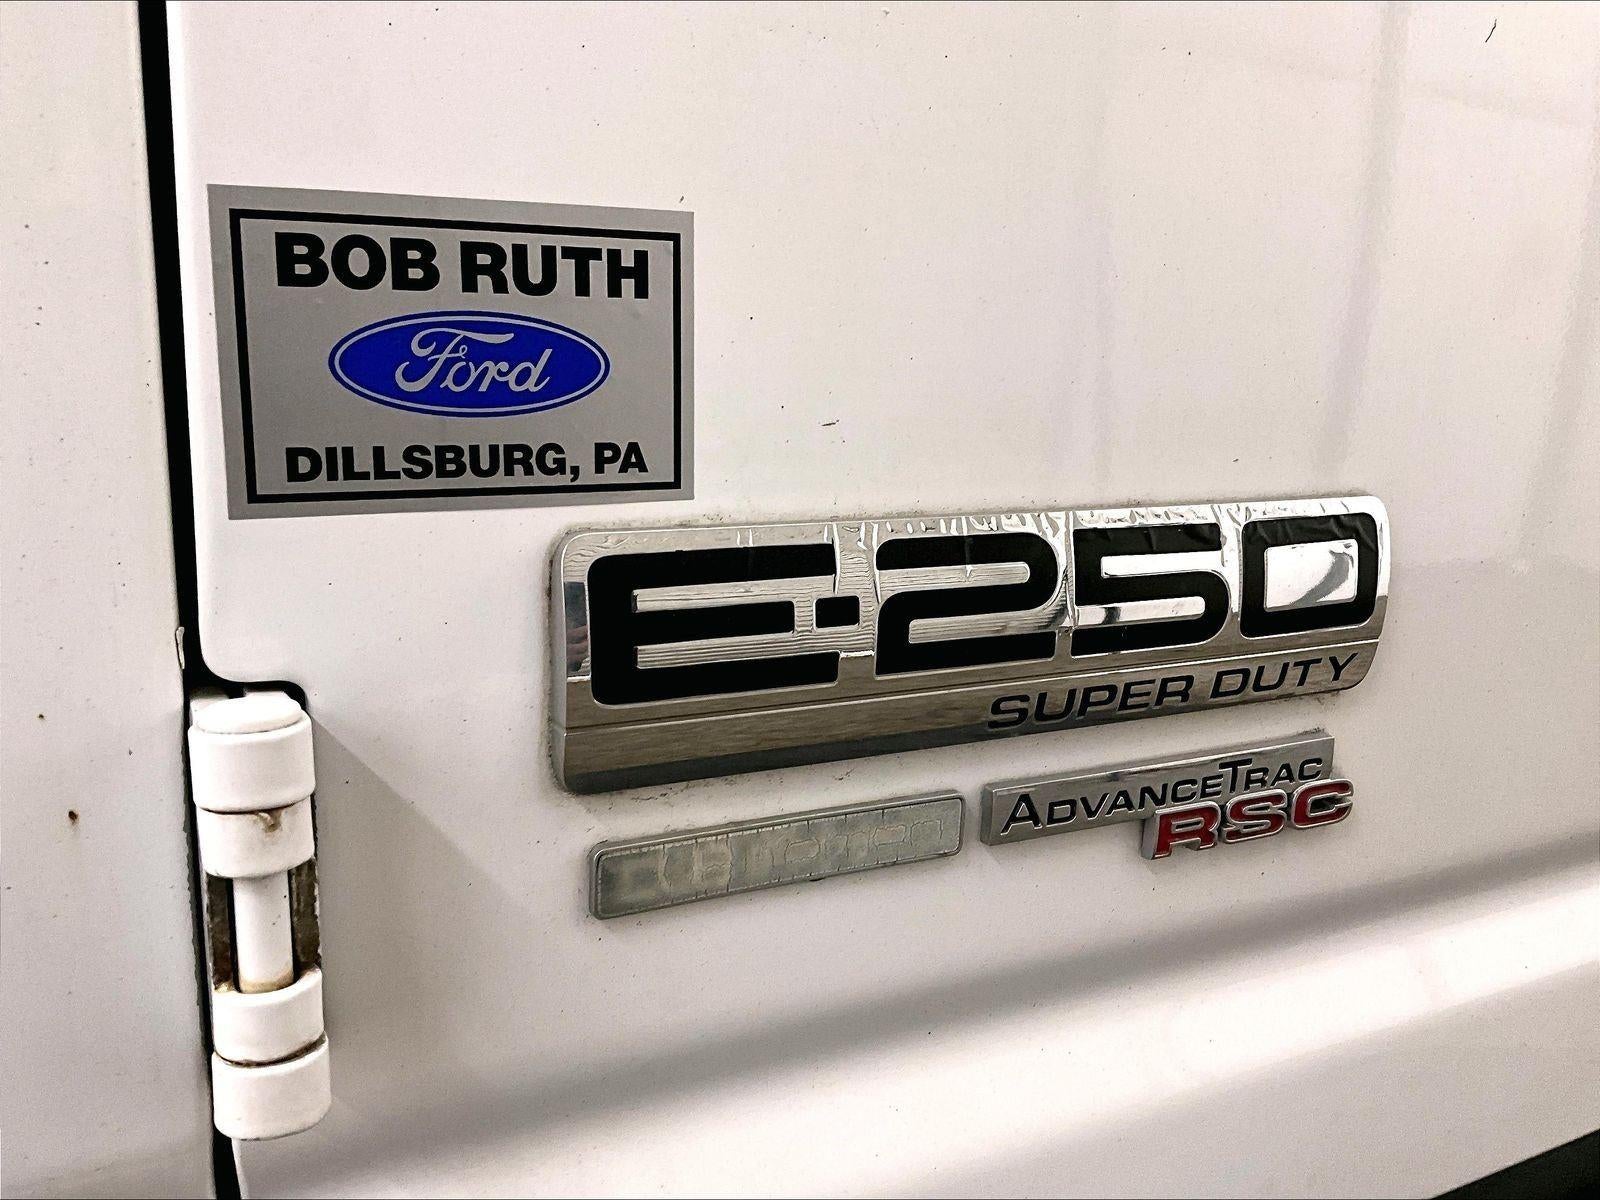 BOB RUTH
Ford
DILLSBURG, PA
E-250
SUPER DUTY
ADVANCETRAC
RSC